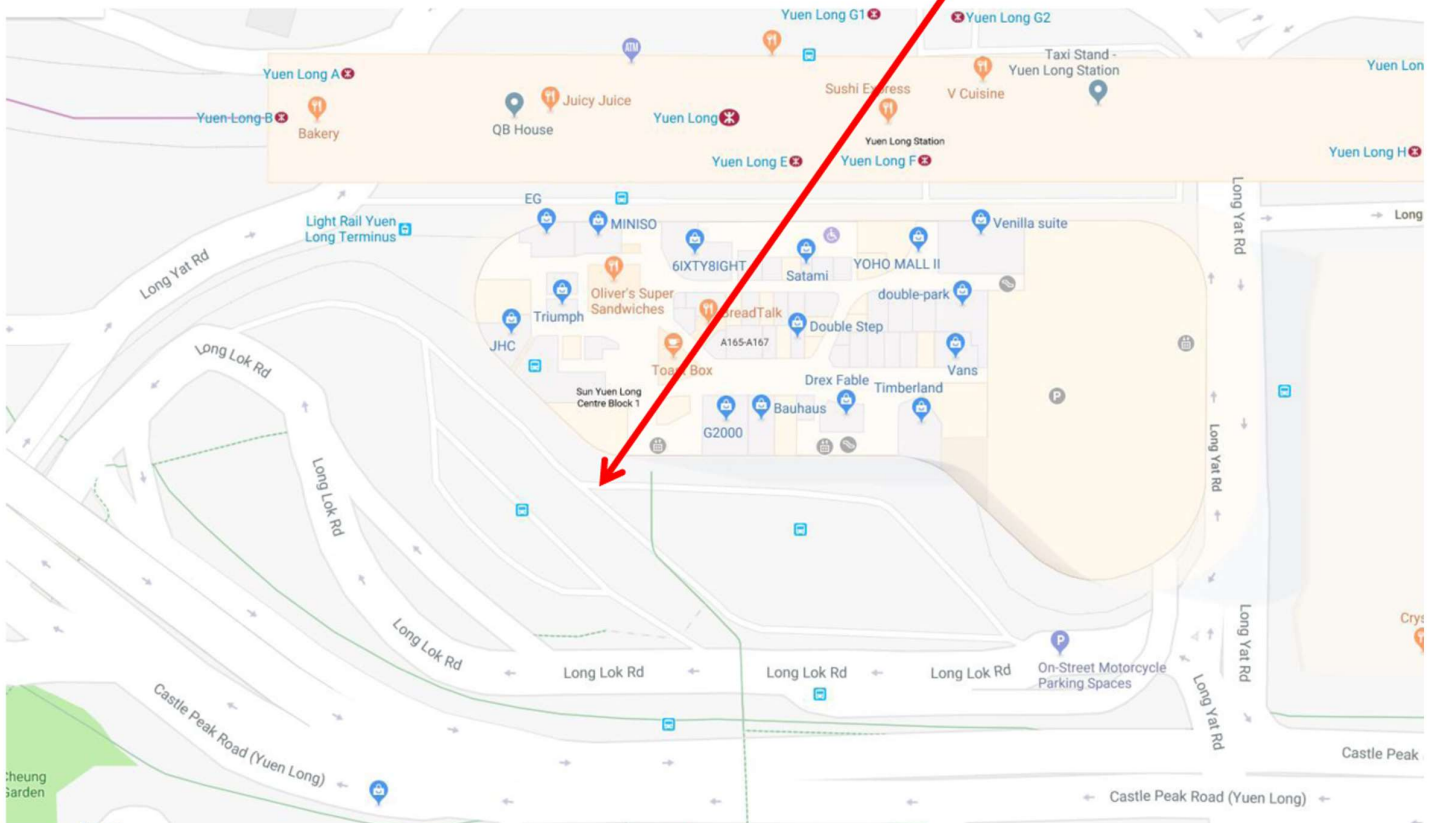 Yuen Long G1
Yuen Long G2
ATM
Taxi Stand -
Yuen Long Station
Yuen Lon
Yuen Long A
Sushi Express
V Cuisine
Juicy Juice
Yuen Long B
Bakery
QB House
Yuen Long
Yuen Long Station
Yuen Long E
Yuen Long F
Yuen Long H
EG
Light Rail Yuen
Long Terminus
MINISO
Venilla suite
Long Yat Rd
Long
6IXTY8IGHT
Satami
YOHO MALL II
Long Yat Rd
Oliver's Super
Sandwiches
double-park
Triumph
BreadTalk
Double Step
JHC
A165-A167
Long Lok Rd
Toast Box
Vans
Sun Yuen Long
Centre Block 1
Drex Fable
Timberland
P
G2000
Bauhaus
Long Yat Rd
Long Lok Rd
Long Lok Rd
Long Yat Rd
Crys
P
Long Lok Rd
Long Lok Rd
Long Lok Rd
On-Street Motorcycle
Parking Spaces
Long Yat Rd
Castle Peak Road (Yuen Long)
Castle Peak
Cheung
Garden
Castle Peak Road (Yuen Long)